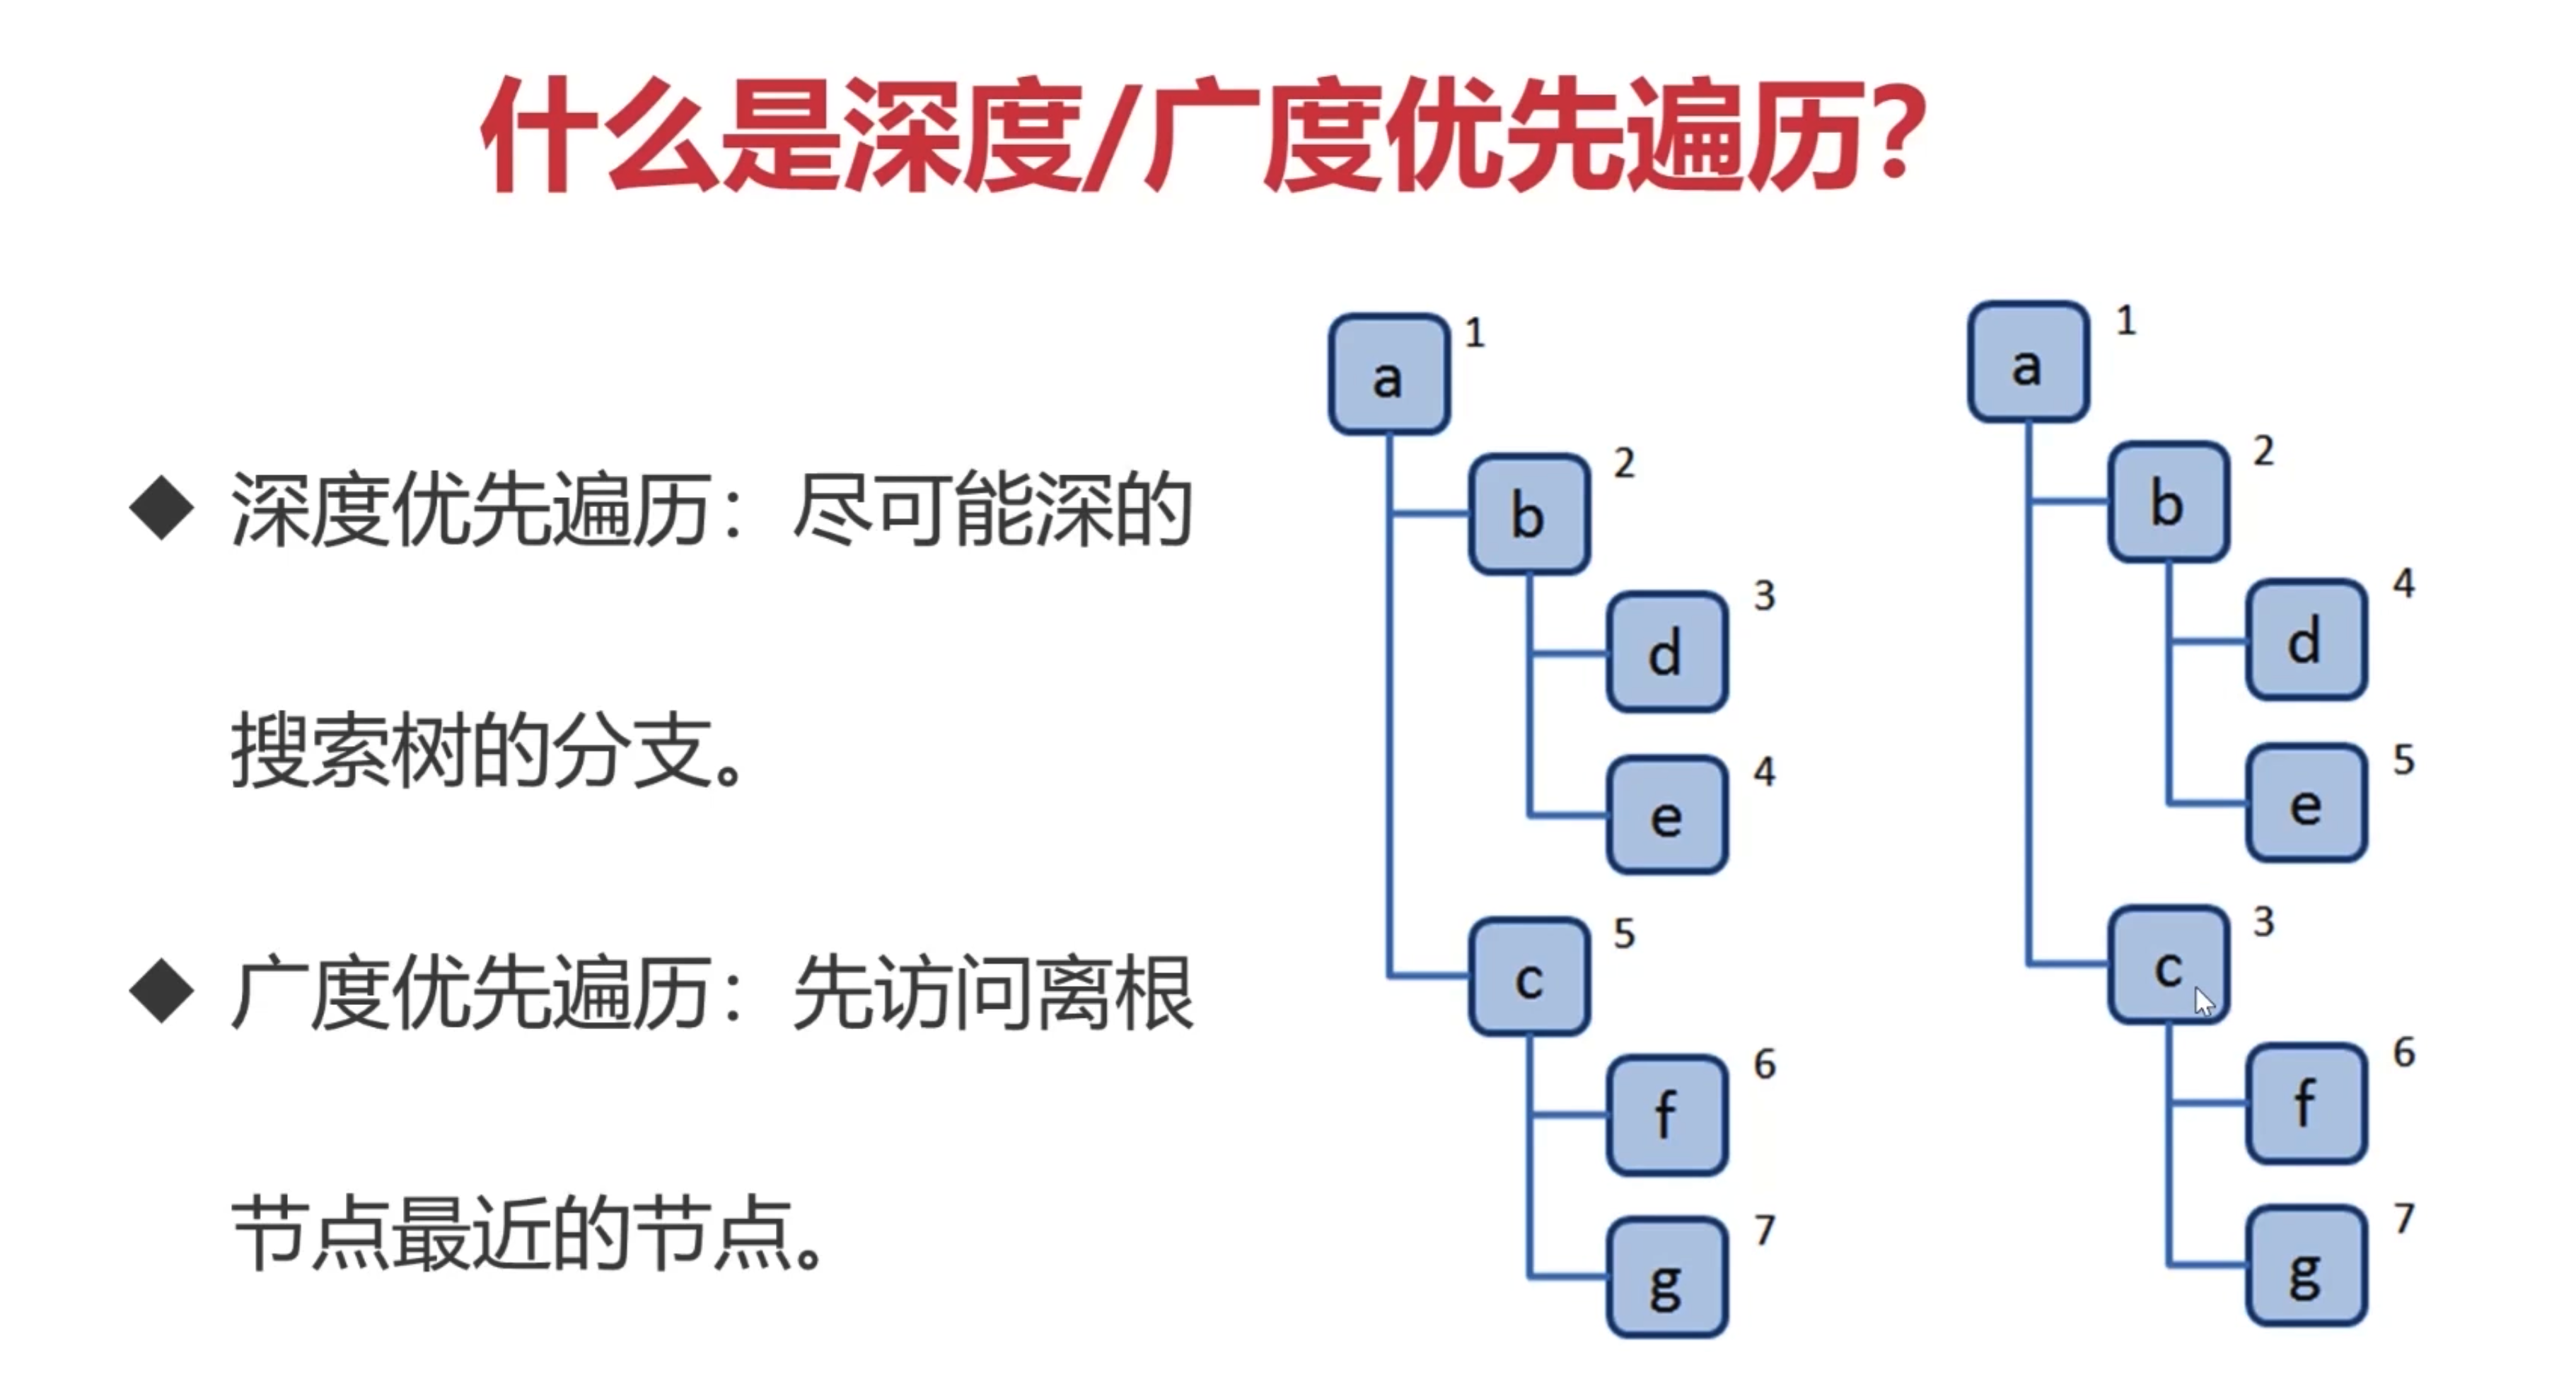 什么是深度/广度优先遍历？
◆ 深度优先遍历：尽可能深的
搜索树的分支。
◆ 广度优先遍历：先访问离根
节点最近的节点。
a 1
b 2
d 3
e 4
c 5
f 6
g 7
a 1
b 2
d 4
e 5
c 3
f 6
g 7